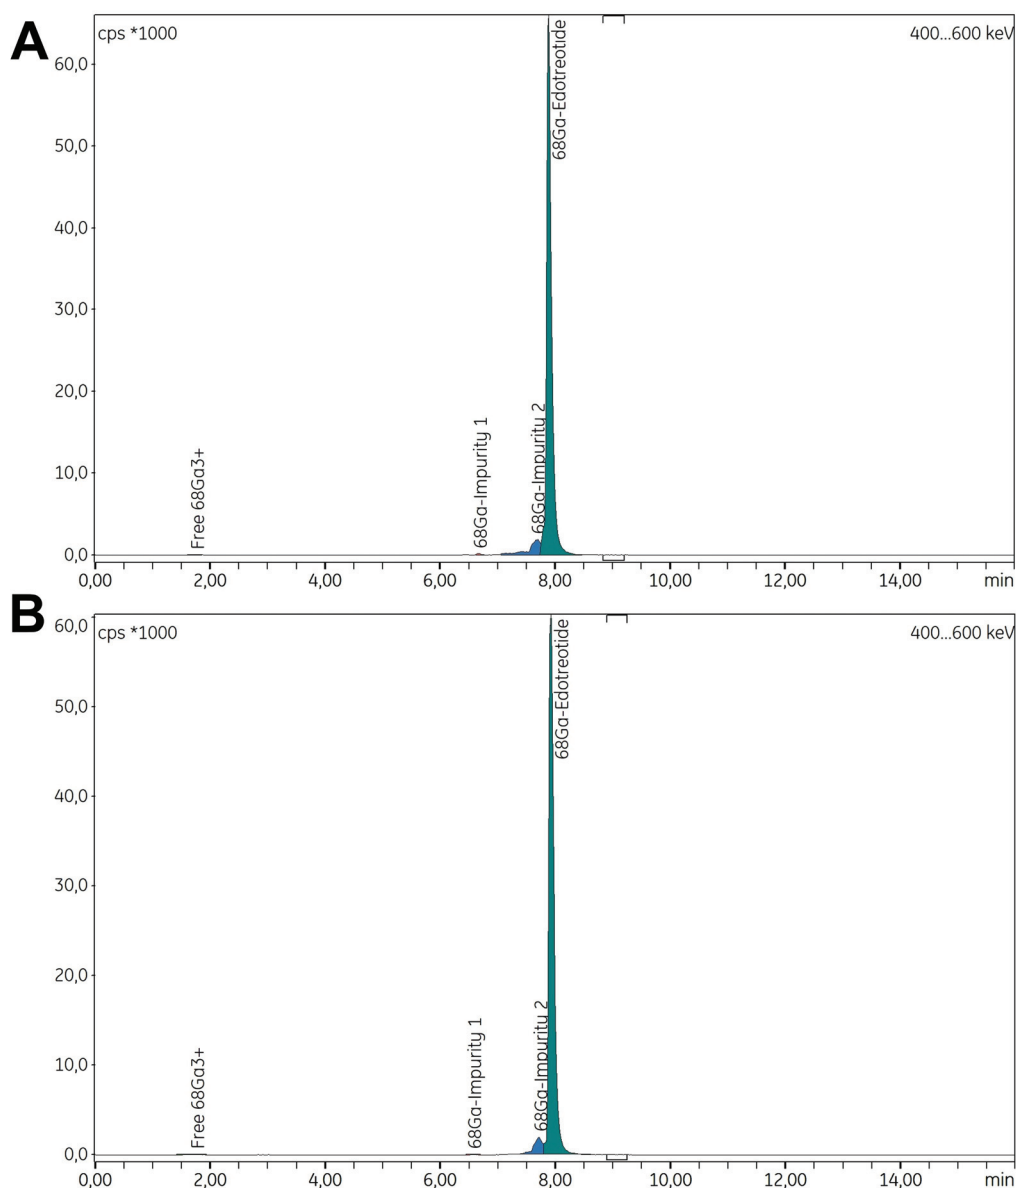 A
cps *1000
400...600 keV
60,0
50,0
40,0
30,0
20,0
10,0
0,0
68Ga-Edotreotide
68Ga-Impurity 2
68Ga-Impurity 1
Free 68Ga3+
0,00 2,00 4,00 6,00 8,00 10,00 12,00 14,00 min
B
cps *1000
400...600 keV
60,0
50,0
40,0
30,0
20,0
10,0
0,0
68Ga-Edotreotide
68Ga-Impurity 2
68Ga-Impurity 1
Free 68Ga3+
0,00 2,00 4,00 6,00 8,00 10,00 12,00 14,00 min